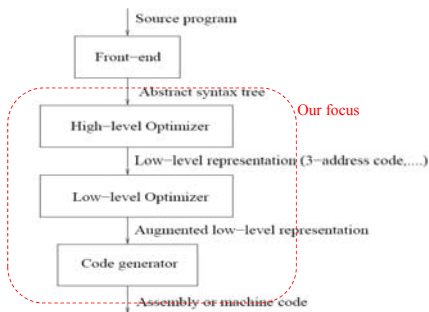 Source program
Front-end
Abstract syntax tree
Our focus
High-level Optimizer
Low-level representation (3-address code,....)
Low-level Optimizer
Augmented low-level representation
Code generator
Assembly or machine code